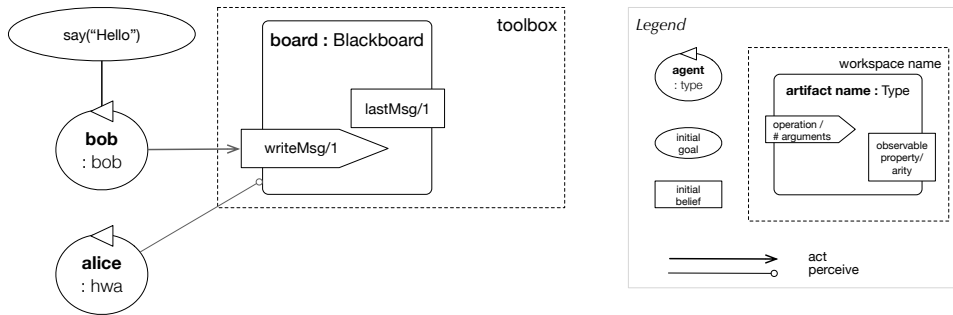 say("Hello")
toolbox
board : Blackboard
lastMsg/1
writeMsg/1
bob
: bob
alice
: hwa
Legend
agent
: type
workspace name
artifact name : Type
operation /
# arguments
observable
property/
arity
initial
goal
initial
belief
act
perceive